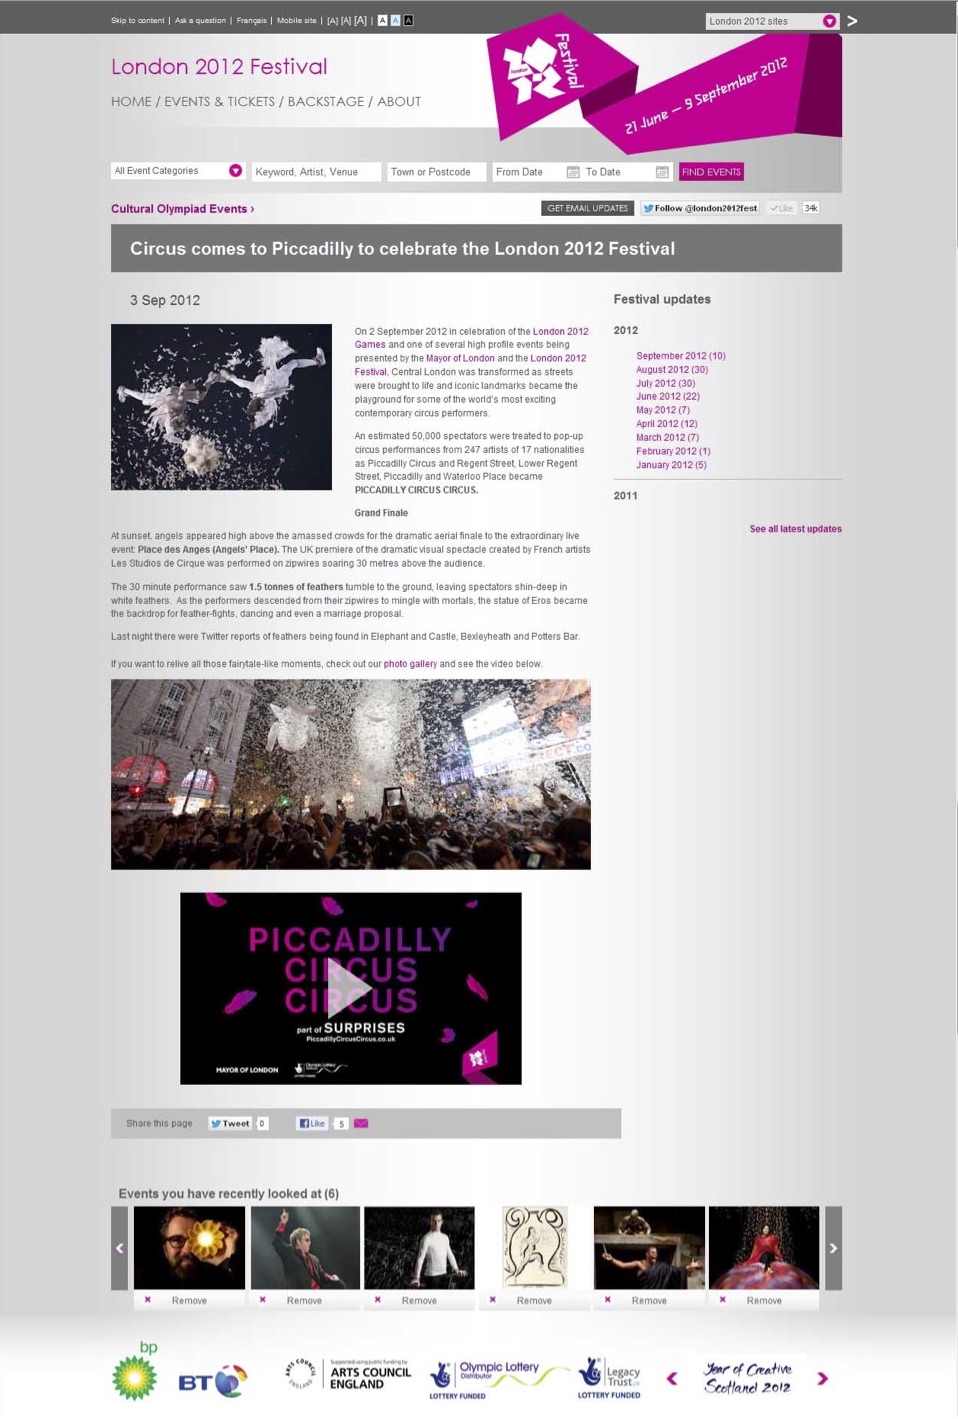 Skip to content | Ask a question | Français | Mobile site | [A] [A] [A] | A A A
London 2012 sites
London 2012 Festival
HOME / EVENTS & TICKETS / BACKSTAGE / ABOUT
Festival
21 June — 9 September 2012
All Event Categories
Keyword, Artist, Venue
Town or Postcode
From Date
To Date
FIND EVENTS
Cultural Olympiad Events ›
GET EMAIL UPDATES
Follow @london2012fest
Like 34k
Circus comes to Piccadilly to celebrate the London 2012 Festival
3 Sep 2012
On 2 September 2012 in celebration of the London 2012
Games and one of several high profile events being
presented by the Mayor of London and the London 2012
Festival, Central London was transformed as streets
were brought to life and iconic landmarks became the
playground for some of the world's most exciting
contemporary circus performers.
An estimated 50,000 spectators were treated to pop-up
circus performances from 247 artists of 17 nationalities
as Piccadilly Circus and Regent Street, Lower Regent
Street, Piccadilly and Waterloo Place became
PICCADILLY CIRCUS CIRCUS.
Grand Finale
At sunset, angels appeared high above the amassed crowds for the dramatic aerial finale to the extraordinary live
event: Place des Anges (Angels' Place). The UK premiere of the dramatic visual spectacle created by French artists
Les Studios de Cirque was performed on zipwires soaring 30 metres above the audience.
The 30 minute performance saw 1.5 tonnes of feathers tumble to the ground, leaving spectators shin-deep in
white feathers. As the performers descended from their zipwires to mingle with mortals, the statue of Eros became
the backdrop for feather-fights, dancing and even a marriage proposal.
Last night there were Twitter reports of feathers being found in Elephant and Castle, Bexleyheath and Potters Bar.
If you want to relive all those fairytale-like moments, check out our photo gallery and see the video below.
Festival updates
2012
September 2012 (10)
August 2012 (30)
July 2012 (30)
June 2012 (22)
May 2012 (7)
April 2012 (12)
March 2012 (7)
February 2012 (1)
January 2012 (5)
2011
See all latest updates
PICCADILLY
CIRCUS
CIRCUS
part of SURPRISES
PiccadillyCircusCircus.co.uk
MAYOR OF LONDON
Share this page
Tweet 0
Like 5
Events you have recently looked at (6)
Remove
Remove
Remove
Remove
Remove
Remove
bp
BT
ARTS COUNCIL ENGLAND
Supported using public funding by
ARTS COUNCIL
ENGLAND
Olympic Lottery
Distributor
LOTTERY FUNDED
Legacy
Trust UK
LOTTERY FUNDED
Year of Creative
Scotland 2012